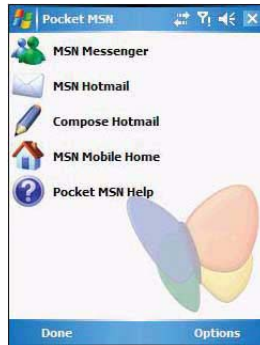 Pocket MSN
MSN Messenger
MSN Hotmail
Compose Hotmail
MSN Mobile Home
Pocket MSN Help
Done Options